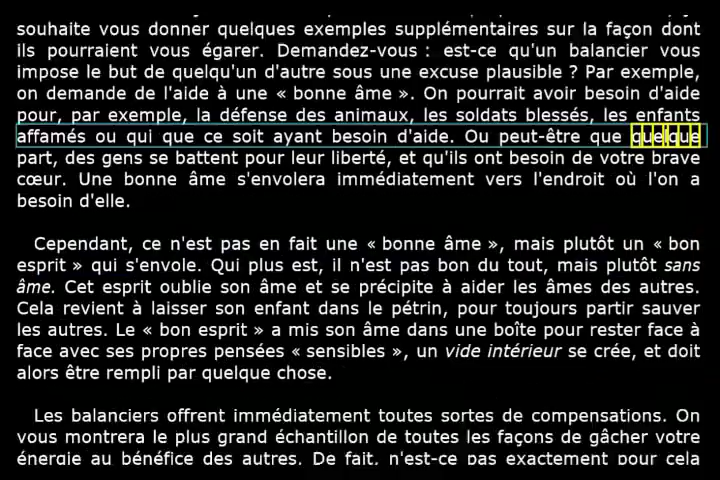 souhaite vous donner quelques exemples supplémentaires sur la façon dont
ils pourraient vous égarer. Demandez-vous : est-ce qu'un balancier vous
impose le but de quelqu'un d'autre sous une excuse plausible ? Par exemple,
on demande de l'aide à une « bonne âme ». On pourrait avoir besoin d'aide
pour, par exemple, la défense des animaux, les soldats blessés, les enfants
affamés ou qui que ce soit ayant besoin d'aide. Ou peut-être que quelque
part, des gens se battent pour leur liberté, et qu'ils ont besoin de votre brave
cœur. Une bonne âme s'envolera immédiatement vers l'endroit où l'on a
besoin d'elle.
Cependant, ce n'est pas en fait une « bonne âme », mais plutôt un « bon
esprit » qui s'envole. Qui plus est, il n'est pas bon du tout, mais plutôt sans
âme. Cet esprit oublie son âme et se précipite à aider les âmes des autres.
Cela revient à laisser son enfant dans le pétrin, pour toujours partir sauver
les autres. Le « bon esprit » a mis son âme dans une boîte pour rester face à
face avec ses propres pensées « sensibles », un vide intérieur se crée, et doit
alors être rempli par quelque chose.
Les balanciers offrent immédiatement toutes sortes de compensations. On
vous montrera le plus grand échantillon de toutes les façons de gâcher votre
énergie au bénéfice des autres. De fait, n'est-ce pas exactement pour cela